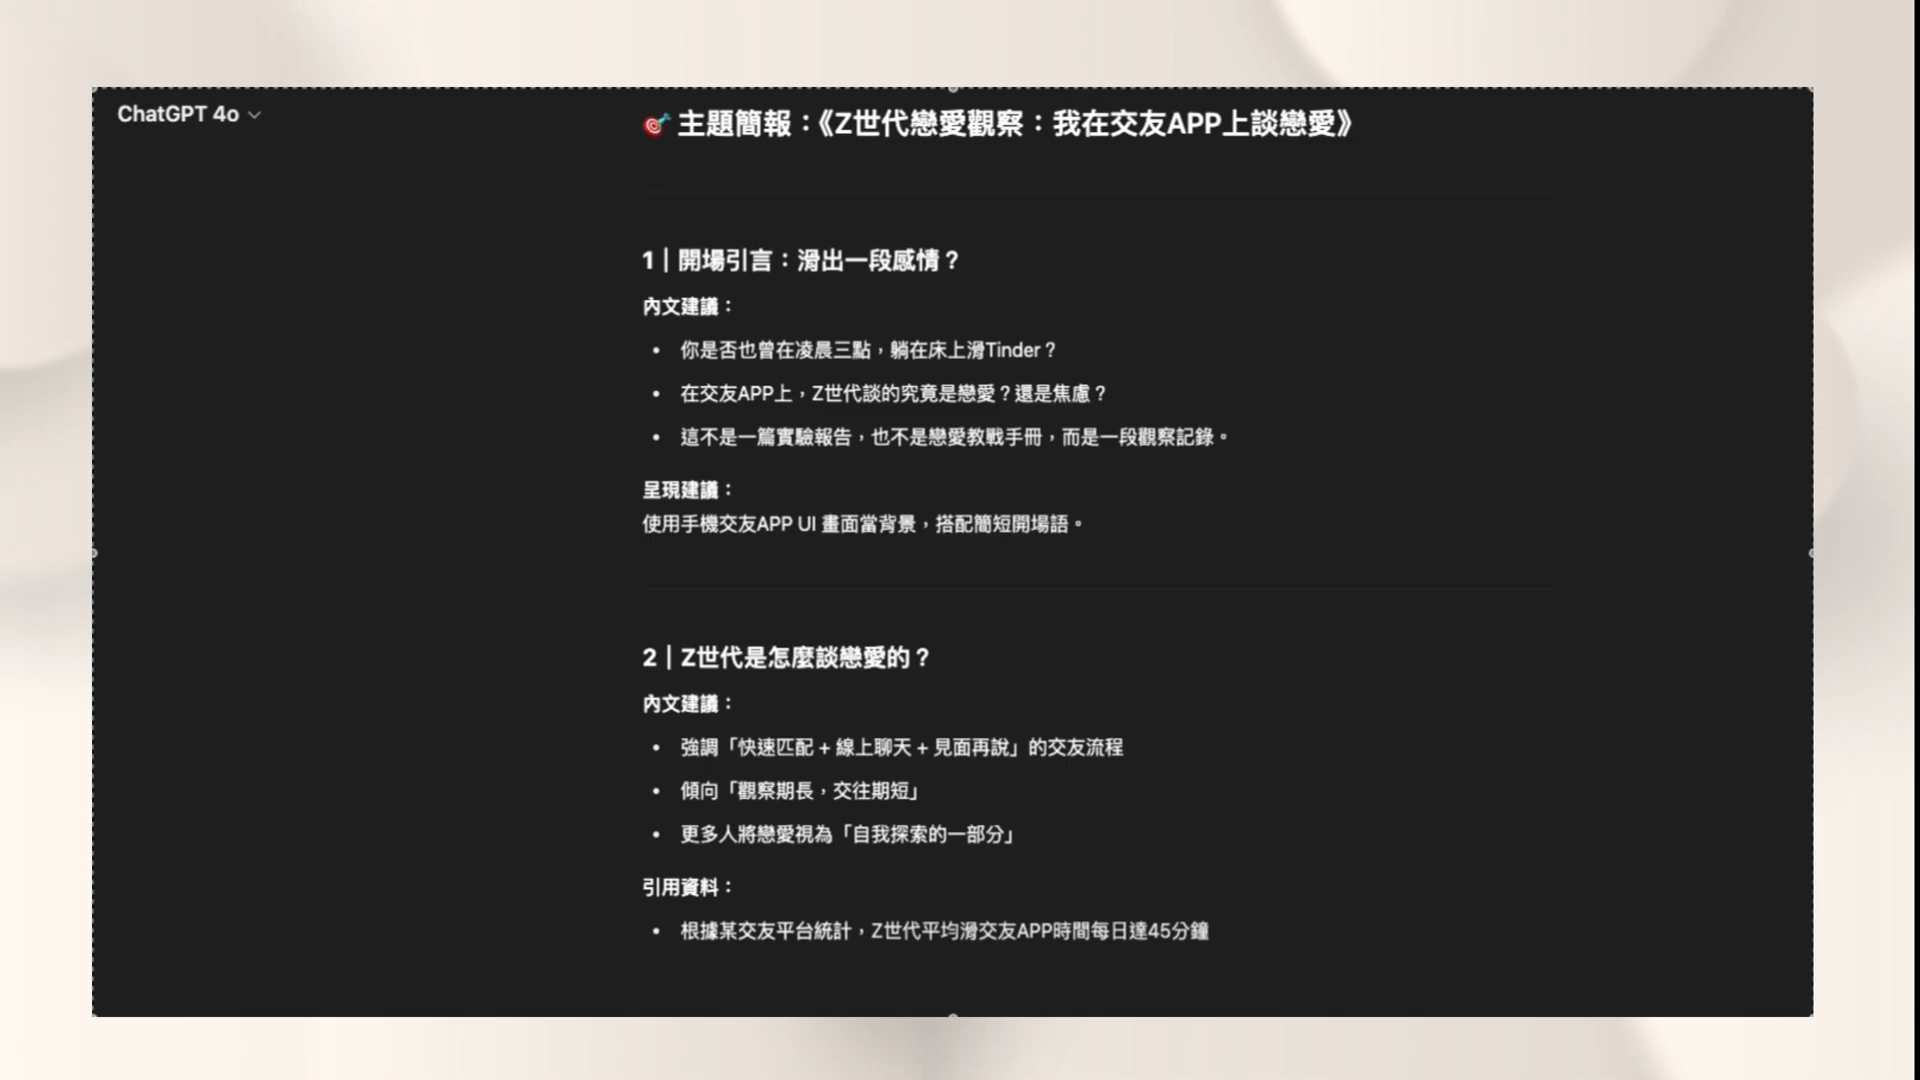 ChatGPT 4o
🎯 主題簡報：《Z世代戀愛觀察：我在交友APP上談戀愛》
1｜開場引言：滑出一段感情？
內文建議：
• 你是否也曾在凌晨三點，躺在床上滑Tinder？
• 在交友APP上，Z世代談的究竟是戀愛？還是焦慮？
• 這不是一篇實驗報告，也不是戀愛教戰手冊，而是一段觀察記錄。
呈現建議：
使用手機交友APP UI 畫面當背景，搭配簡短開場語。
2｜Z世代是怎麼談戀愛的？
內文建議：
• 強調「快速匹配 + 線上聊天 + 見面再說」的交友流程
• 傾向「觀察期長，交往期短」
• 更多人將戀愛視為「自我探索的一部分」
引用資料：
• 根據某交友平台統計，Z世代平均滑交友APP時間每日達45分鐘